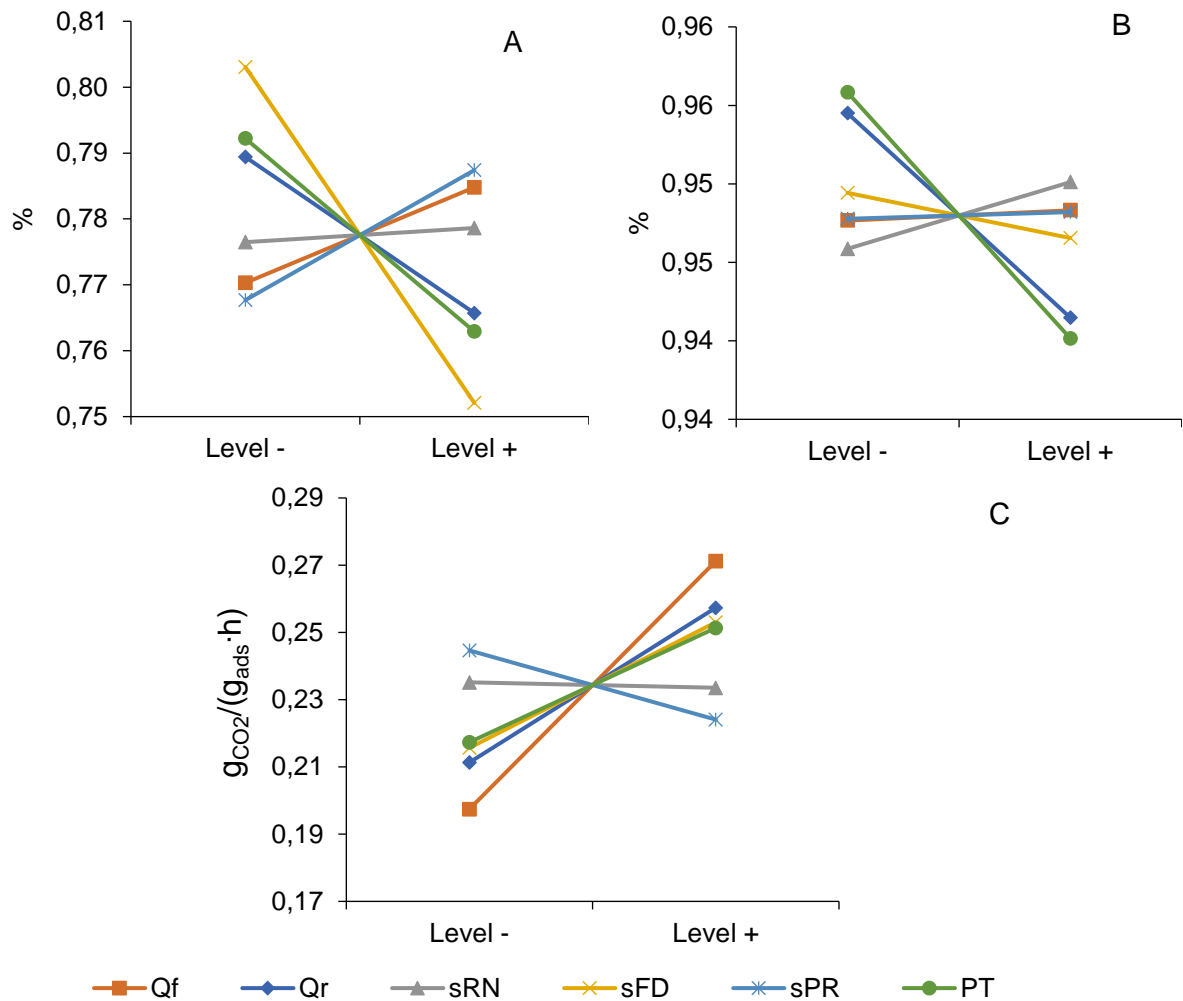 A
%
0,81
0,80
0,79
0,78
0,77
0,76
0,75
Level -
Level +
B
%
0,96
0,96
0,95
0,95
0,94
0,94
Level -
Level +
C
gCO2/(gads·h)
0,29
0,27
0,25
0,23
0,21
0,19
0,17
Level -
Level +
Qf
Qr
sRN
sFD
sPR
PT